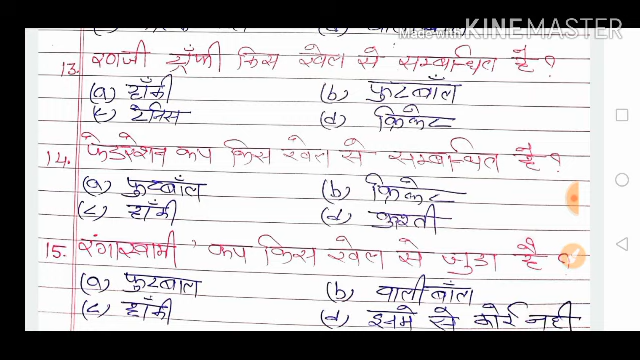 Made with KINEMASTER
13. रणजी ट्रॉफी किस खेल से सम्बन्धित है ?
(a) हॉकी (b) फुटबॉल
(c) टेनिस (d) क्रिकेट
14. फेडरेशन कप किस खेल से सम्बन्धित है ?
(a) फुटबॉल (b) क्रिकेट
(c) हॉकी (d) कुश्ती
15. रंगास्वामी कप किस खेल से जुडा है ?
(a) फुटबाल (b) वालीबॉल
(c) हॉकी (d) इनमे से कोई नही